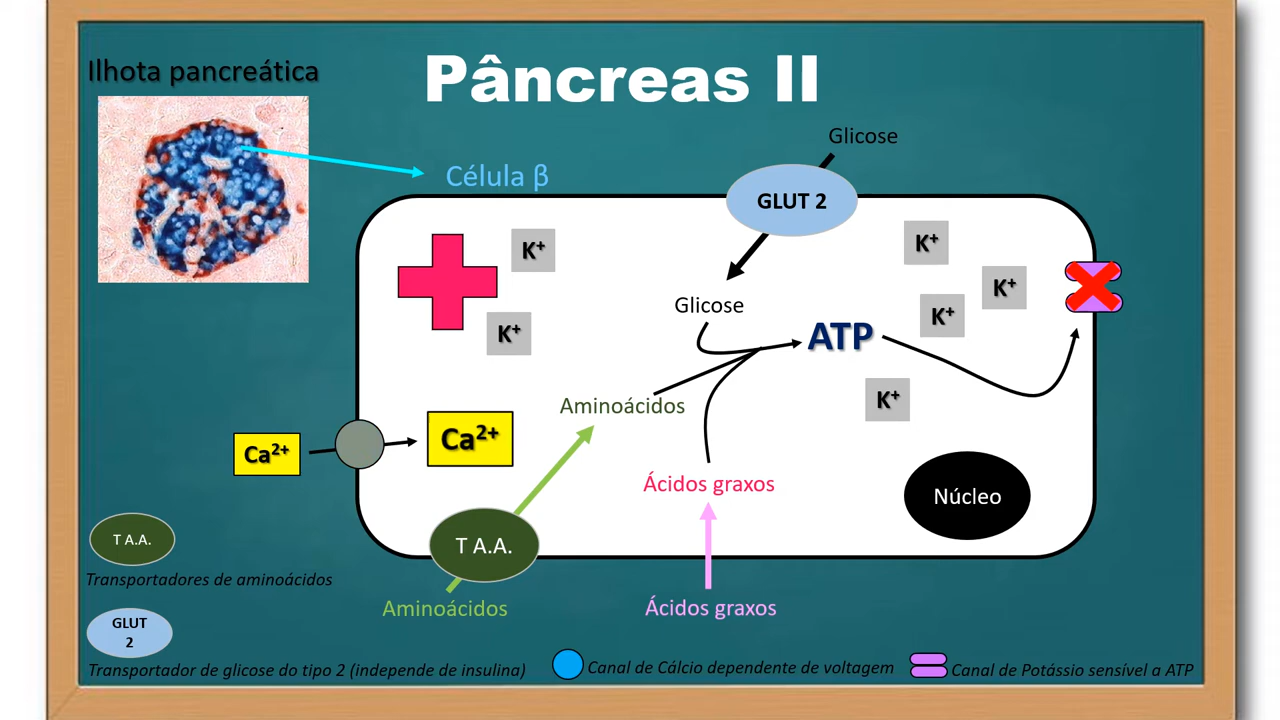 Pâncreas II
Ilhota pancreática
Célula β
Glicose
GLUT 2
K⁺
K⁺
K⁺
K⁺
Glicose
K⁺
K⁺
ATP
Aminoácidos
Ca²⁺
Ca²⁺
Ácidos graxos
Núcleo
T A.A.
T A.A.
Transportadores de aminoácidos
Aminoácidos
Ácidos graxos
GLUT
2
Transportador de glicose do tipo 2 (independe de insulina)
Canal de Cálcio dependente de voltagem
Canal de Potássio sensível a ATP